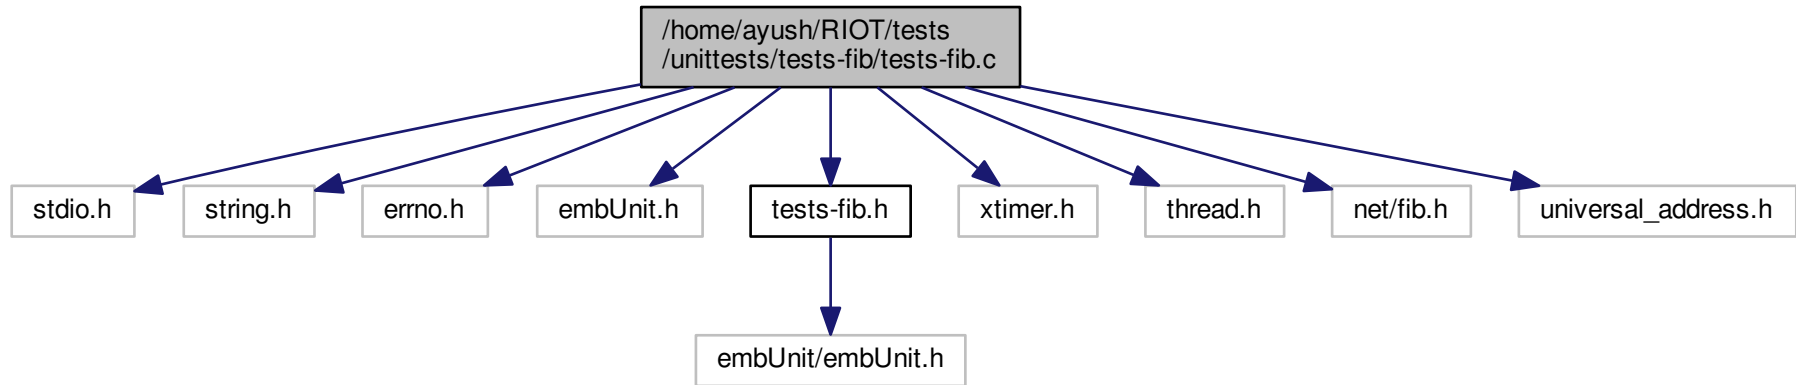 /home/ayush/RIOT/tests
/unittests/tests-fib/tests-fib.c
stdio.h
string.h
errno.h
embUnit.h
tests-fib.h
xtimer.h
thread.h
net/fib.h
universal_address.h
embUnit/embUnit.h